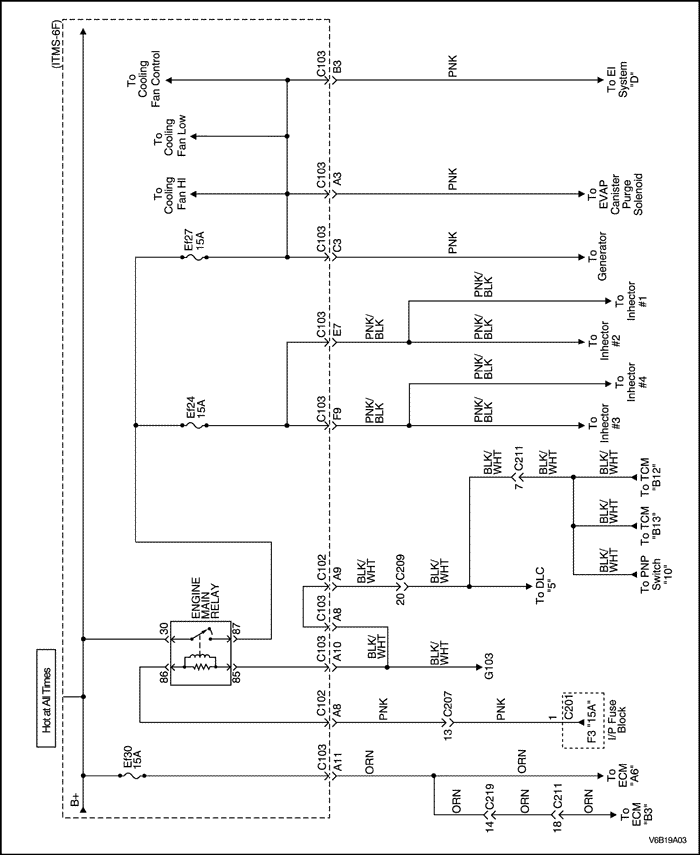 (ITMS-6F)
Hot at All Times
B+
Ef30
15A
C103
A11
ORN
ORN
To
ECM
"A6"
ORN
14
C219
ORN
18
C211
ORN
To
ECM
"B3"
86
30
85
87
ENGINE
MAIN
RELAY
C102
A8
PNK
13
C207
PNK
1
C201
F3 "15A"
I/P Fuse
Block
C103
A10
BLK/
WHT
BLK/
WHT
G103
C103
A8
C102
A9
BLK/
WHT
20
C209
BLK/
WHT
To DLC
"5"
BLK/
WHT
7
C211
BLK/
WHT
BLK/
WHT
To TCM
"B12"
To TCM
"B13"
BLK/
WHT
To PNP
Switch
"10"
Ef24
15A
C103
F9
PNK/
BLK
PNK/
BLK
To
Inhector
#3
PNK/
BLK
To
Inhector
#4
C103
E7
PNK/
BLK
PNK/
BLK
To
Inhector
#2
PNK/
BLK
To
Inhector
#1
Ef27
15A
C103
C3
PNK
To
Generator
To
Cooling
Fan HI
C103
A3
PNK
To
EVAP
Canister
Purge
Solenoid
To
Cooling
Fan Low
To
Cooling
Fan Control
C103
B3
PNK
To EI
System
"D"
V6B19A03